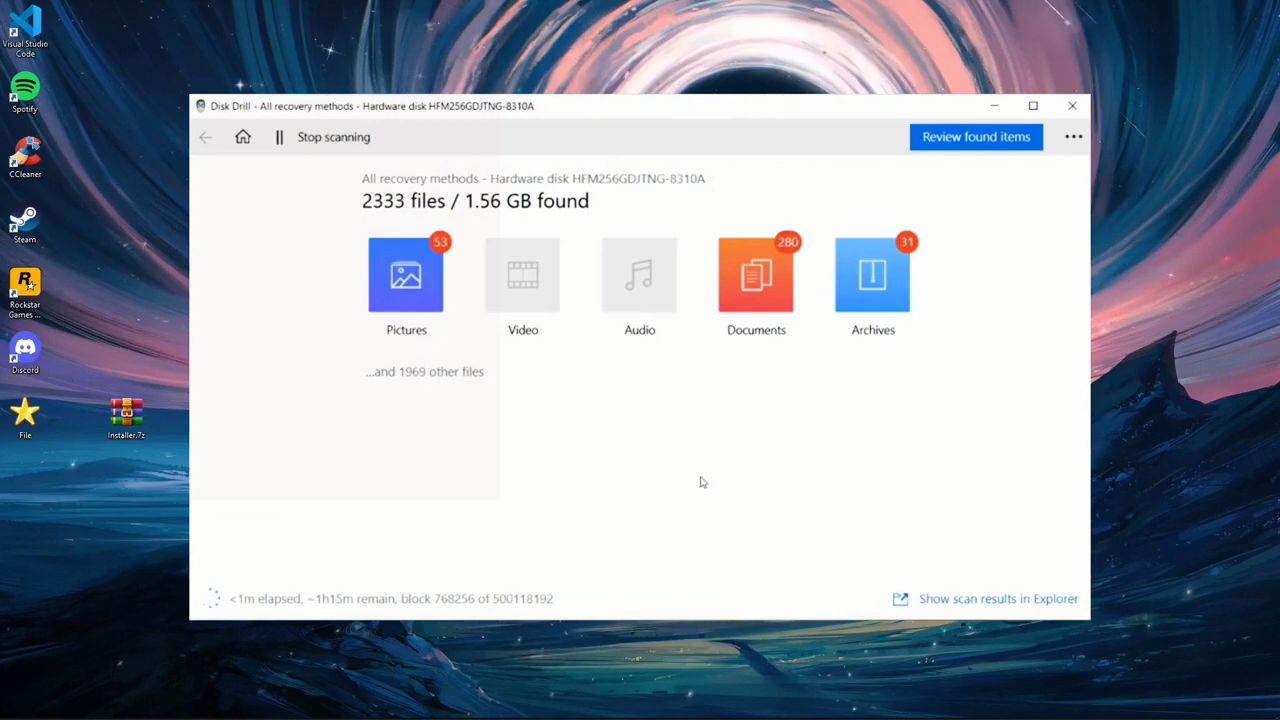 Visual Studio
Code
Spotify
CCleaner
Steam
Rockstar
Games ...
Discord
File
Installer.7z
Disk Drill - All recovery methods - Hardware disk HFM256GDJTNG-8310A
Stop scanning
Review found items
All recovery methods - Hardware disk HFM256GDJTNG-8310A
2333 files / 1.56 GB found
53
280
31
Pictures
Video
Audio
Documents
Archives
...and 1969 other files
<1m elapsed, ~1h15m remain, block 768256 of 500118192
Show scan results in Explorer